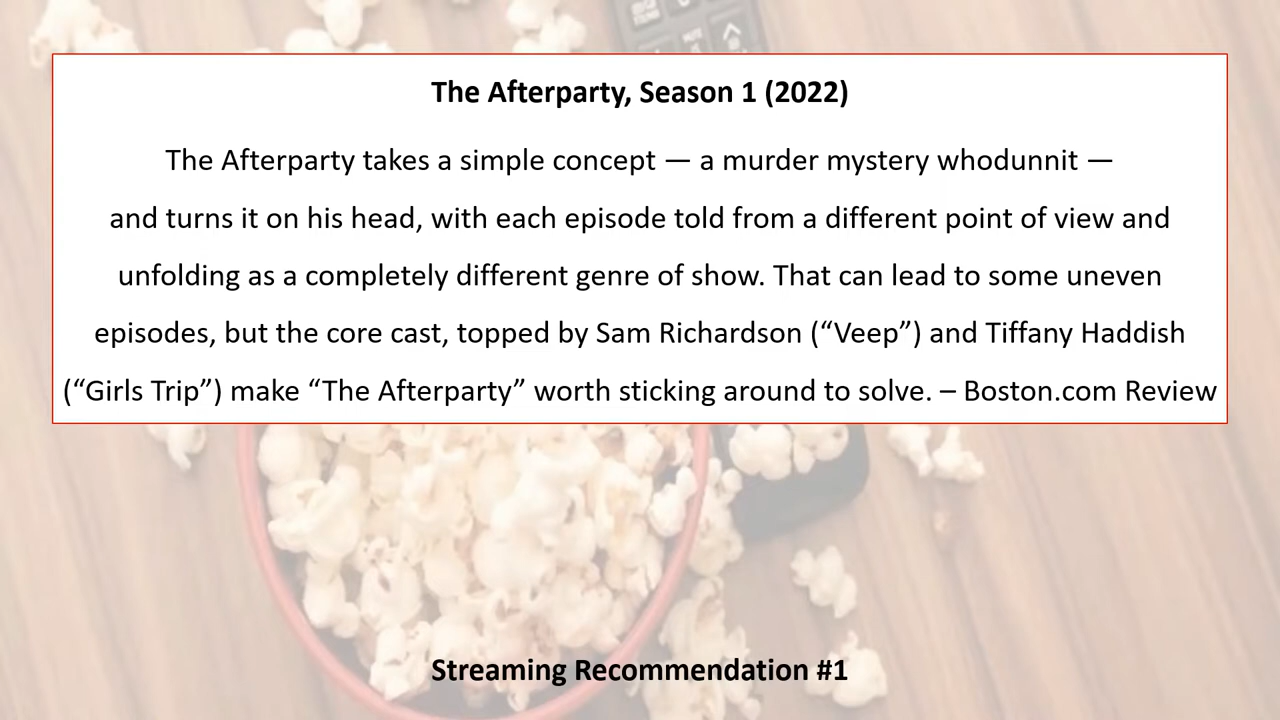 The Afterparty, Season 1 (2022)
The Afterparty takes a simple concept — a murder mystery whodunnit —
and turns it on his head, with each episode told from a different point of view and
unfolding as a completely different genre of show. That can lead to some uneven
episodes, but the core cast, topped by Sam Richardson (“Veep”) and Tiffany Haddish
(“Girls Trip”) make “The Afterparty” worth sticking around to solve. – Boston.com Review
Streaming Recommendation #1